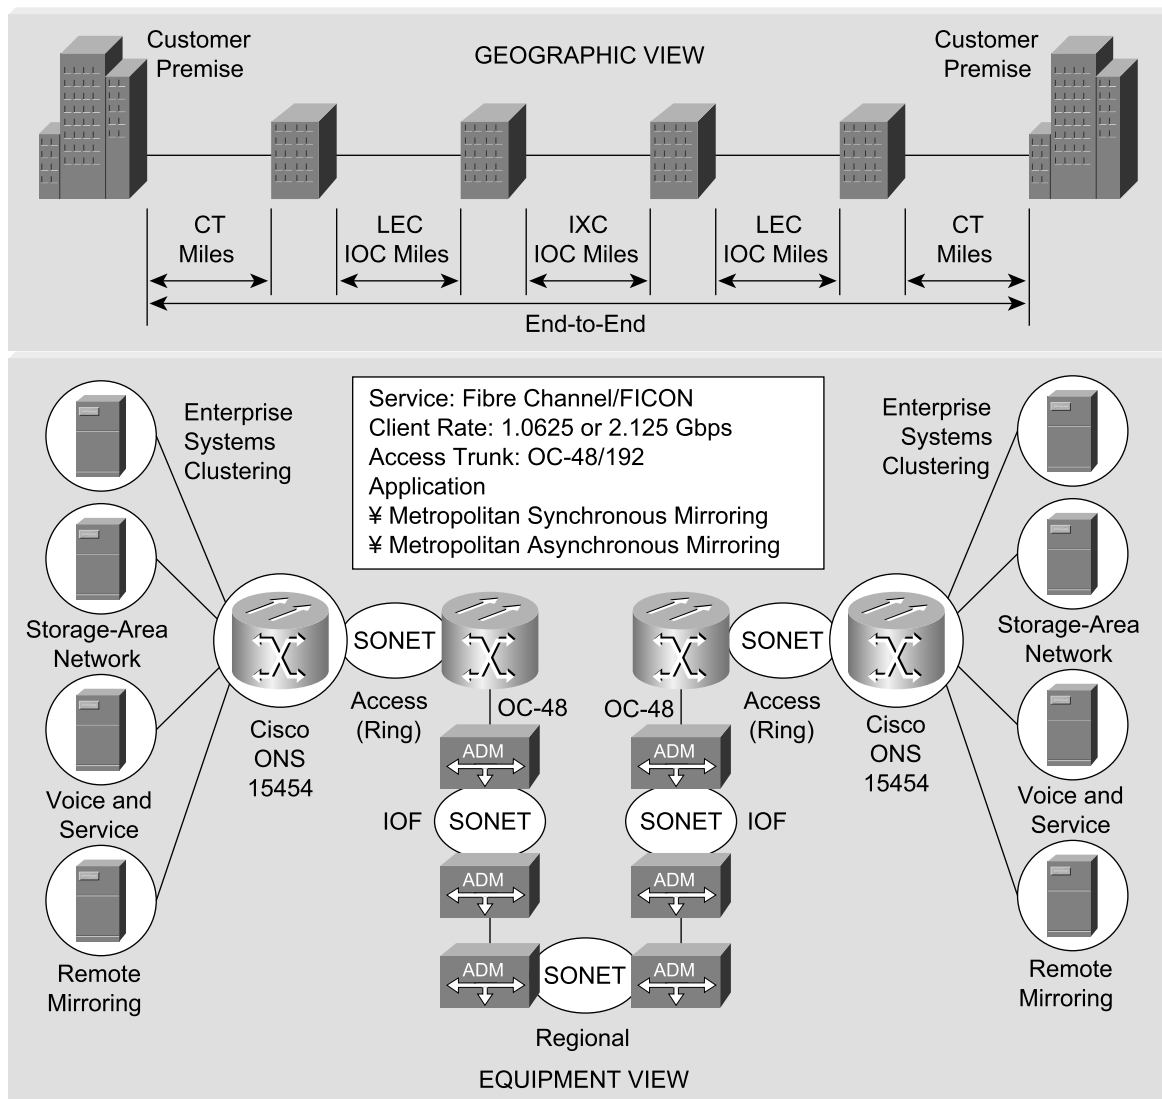 Customer
Premise
GEOGRAPHIC VIEW
Customer
Premise
CT
Miles
LEC
IOC Miles
IXC
IOC Miles
LEC
IOC Miles
CT
Miles
End-to-End
Enterprise
Systems
Clustering
Service: Fibre Channel/FICON
Client Rate: 1.0625 or 2.125 Gbps
Access Trunk: OC-48/192
Application
¥ Metropolitan Synchronous Mirroring
¥ Metropolitan Asynchronous Mirroring
Enterprise
Systems
Clustering
Storage-Area
Network
SONET
SONET
Storage-Area
Network
Access
(Ring)
OC-48
OC-48
Access
(Ring)
Cisco
ONS
15454
ADM
ADM
Cisco
ONS
15454
Voice and
Service
IOF
SONET
SONET
IOF
Voice and
Service
ADM
ADM
Remote
Mirroring
ADM
SONET
ADM
Remote
Mirroring
Regional
EQUIPMENT VIEW